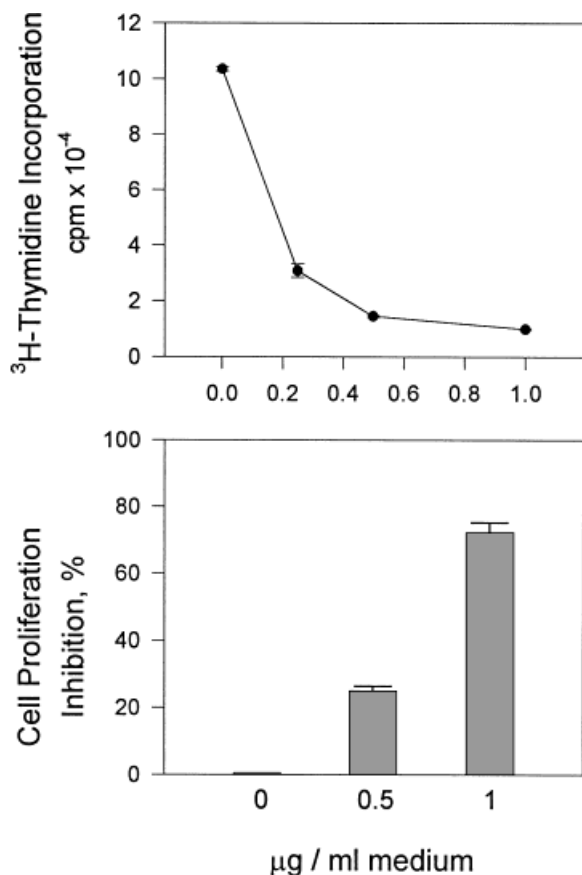 12
10
8
6
4
2
0
³H-Thymidine Incorporation
cpm x 10⁻⁴
0.0 0.2 0.4 0.6 0.8 1.0
100
80
60
40
20
0
Cell Proliferation
Inhibition, %
0 0.5 1
μg / ml medium